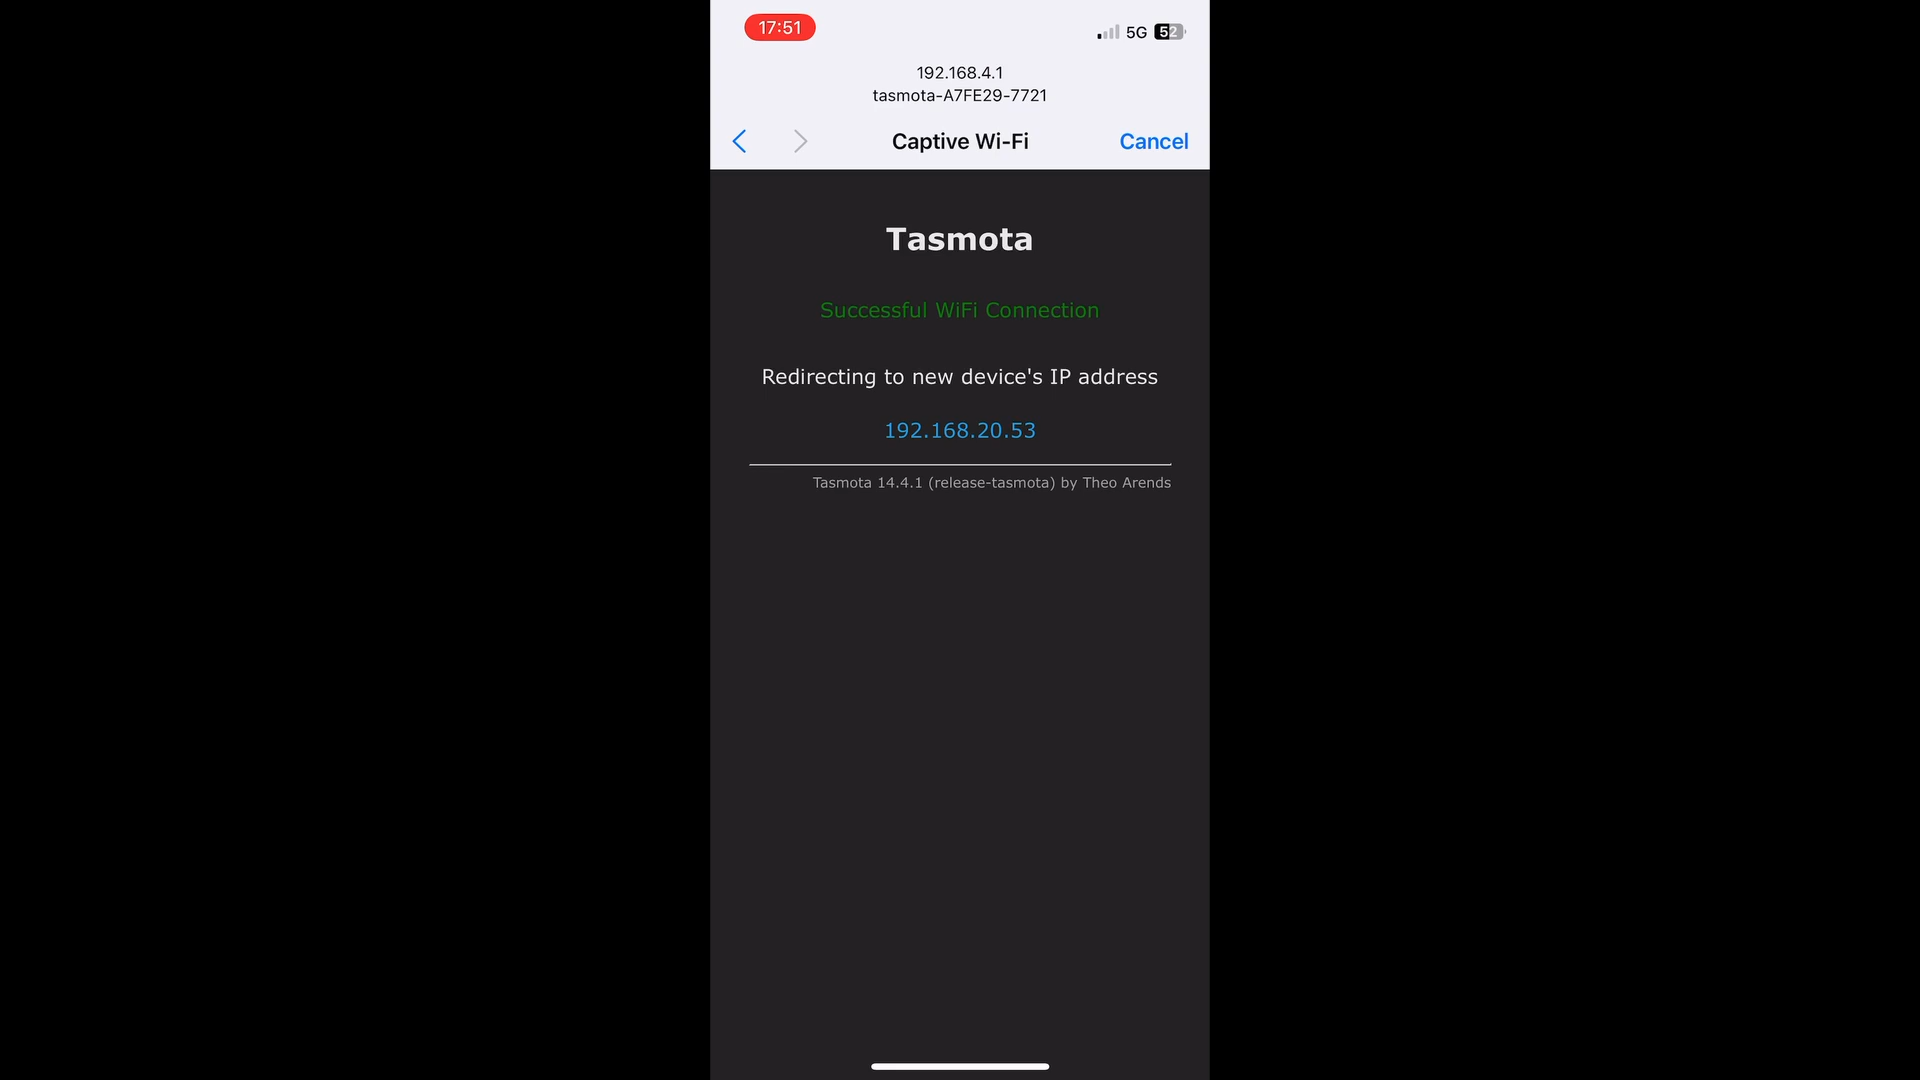 17:51
5G 52
192.168.4.1
tasmota-A7FE29-7721
Captive Wi-Fi
Cancel
Tasmota
Successful WiFi Connection
Redirecting to new device's IP address
192.168.20.53
Tasmota 14.4.1 (release-tasmota) by Theo Arends